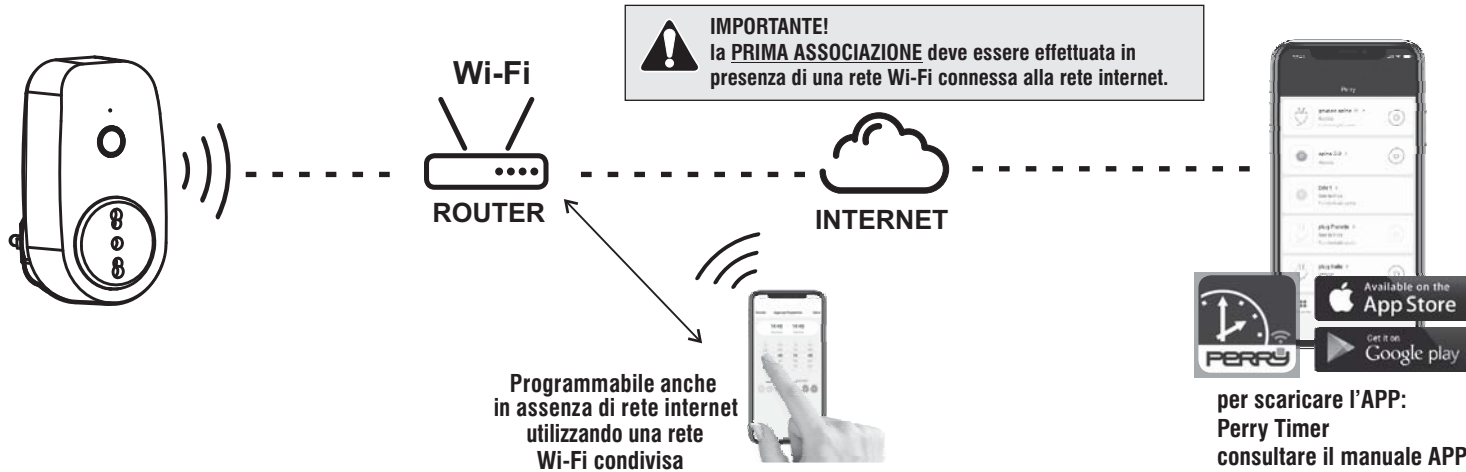 IMPORTANTE!
la PRIMA ASSOCIAZIONE deve essere effettuata in
presenza di una rete Wi-Fi connessa alla rete internet.
Wi-Fi
ROUTER
INTERNET
Perry
Programmabile anche
in assenza di rete internet
utilizzando una rete
Wi-Fi condivisa
PERRY
Available on the
App Store
Get it on
Google play
per scaricare l'APP:
Perry Timer
consultare il manuale APP